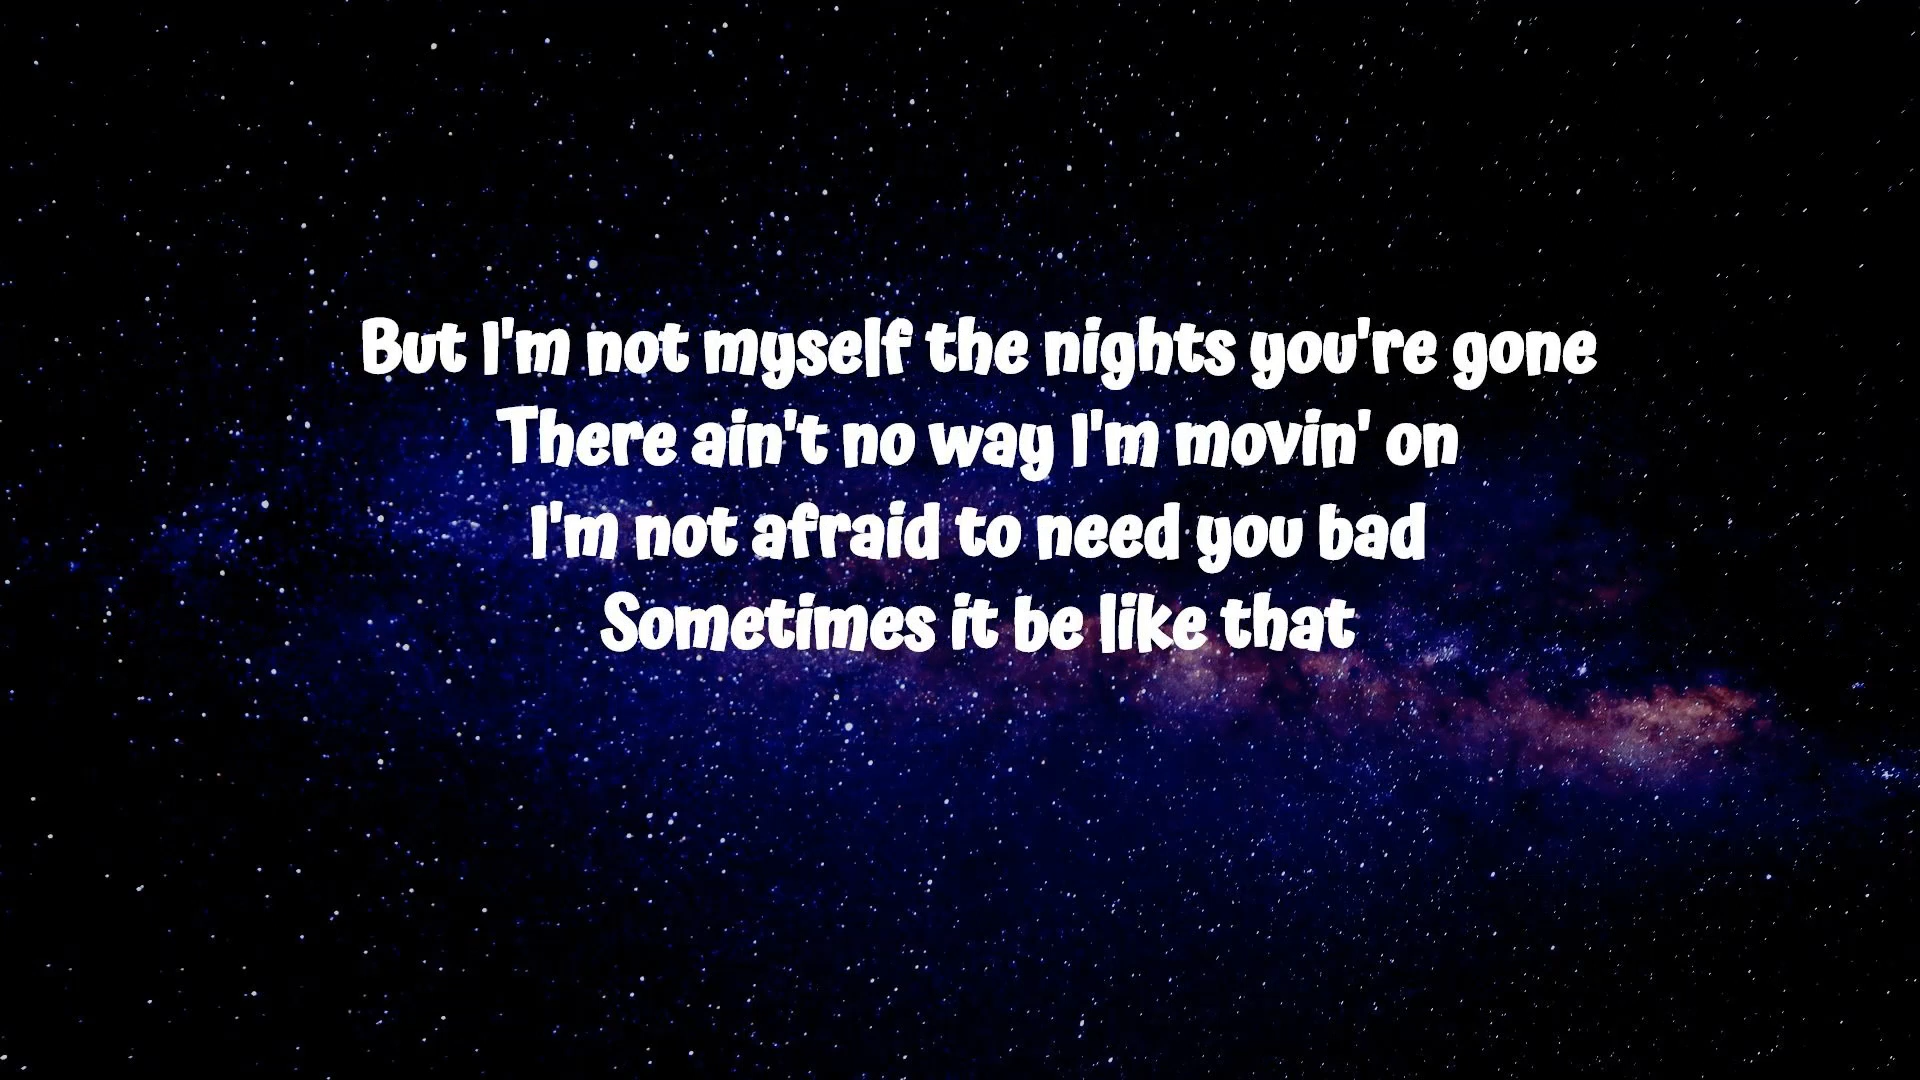 But I'm not myself the nights you're gone
There ain't no way I'm movin' on
I'm not afraid to need you bad
Sometimes it be like that